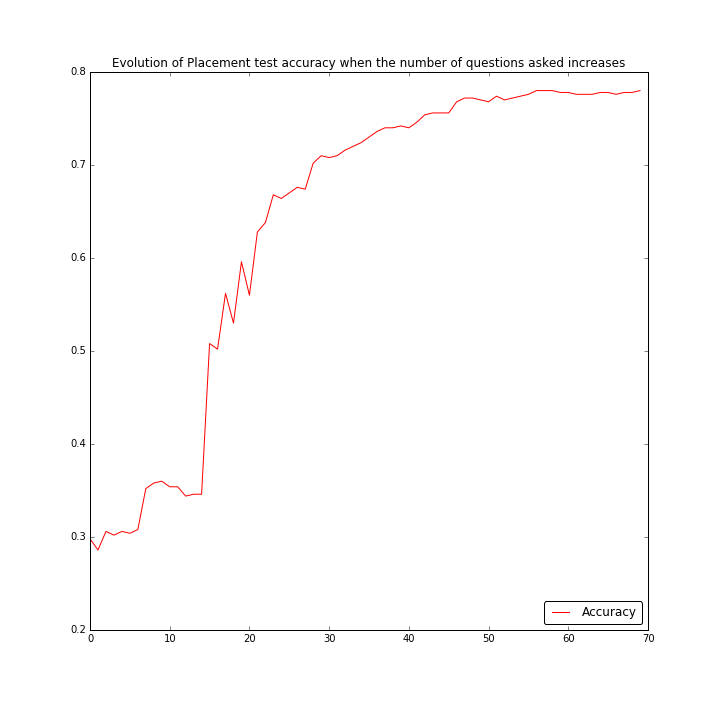 Evolution of Placement test accuracy when the number of questions asked increases
0.8
0.7
0.6
0.5
0.4
0.3
0.2
Accuracy
0 10 20 30 40 50 60 70